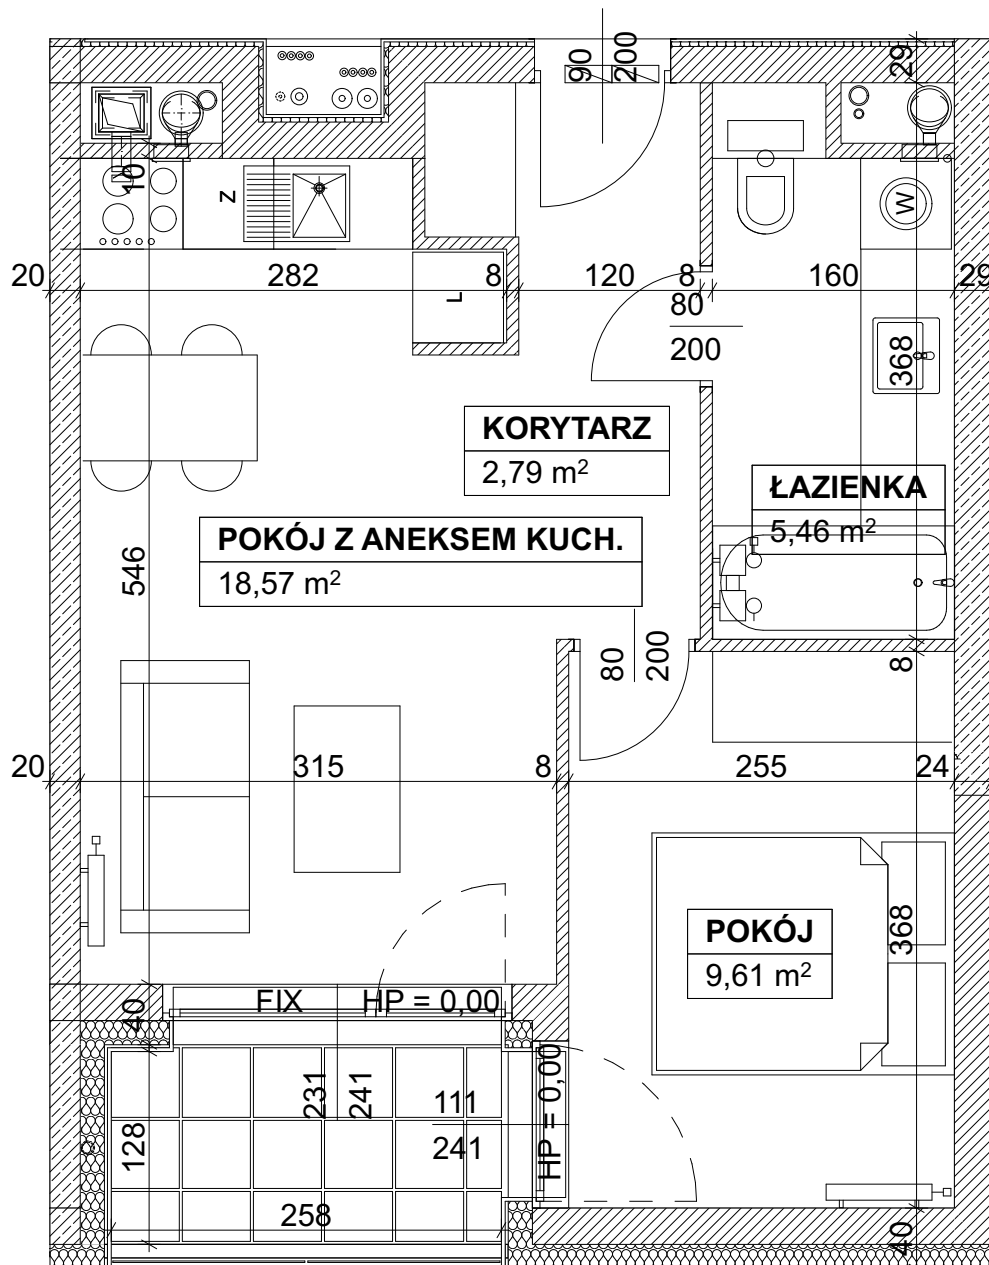 90
200
29
10
Z
W
20
282
8
120
8
160
29
L
80
200
368
KORYTARZ
2,79 m²
ŁAZIENKA
5,46 m²
POKÓJ Z ANEKSEM KUCH.
18,57 m²
546
80
200
8
20
315
8
255
24
POKÓJ
9,61 m²
368
FIX
HP = 0,00
40
231
241
111
241
HP = 0,00
128
258
40